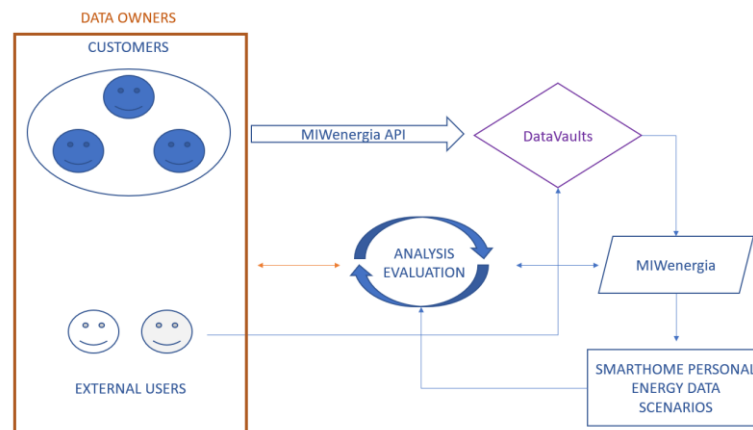 DATA OWNERS
CUSTOMERS
MIWenergia API
DataVaults
ANALYSIS
EVALUATION
MIWenergia
EXTERNAL USERS
SMARTHOME PERSONAL
ENERGY DATA
SCENARIOS